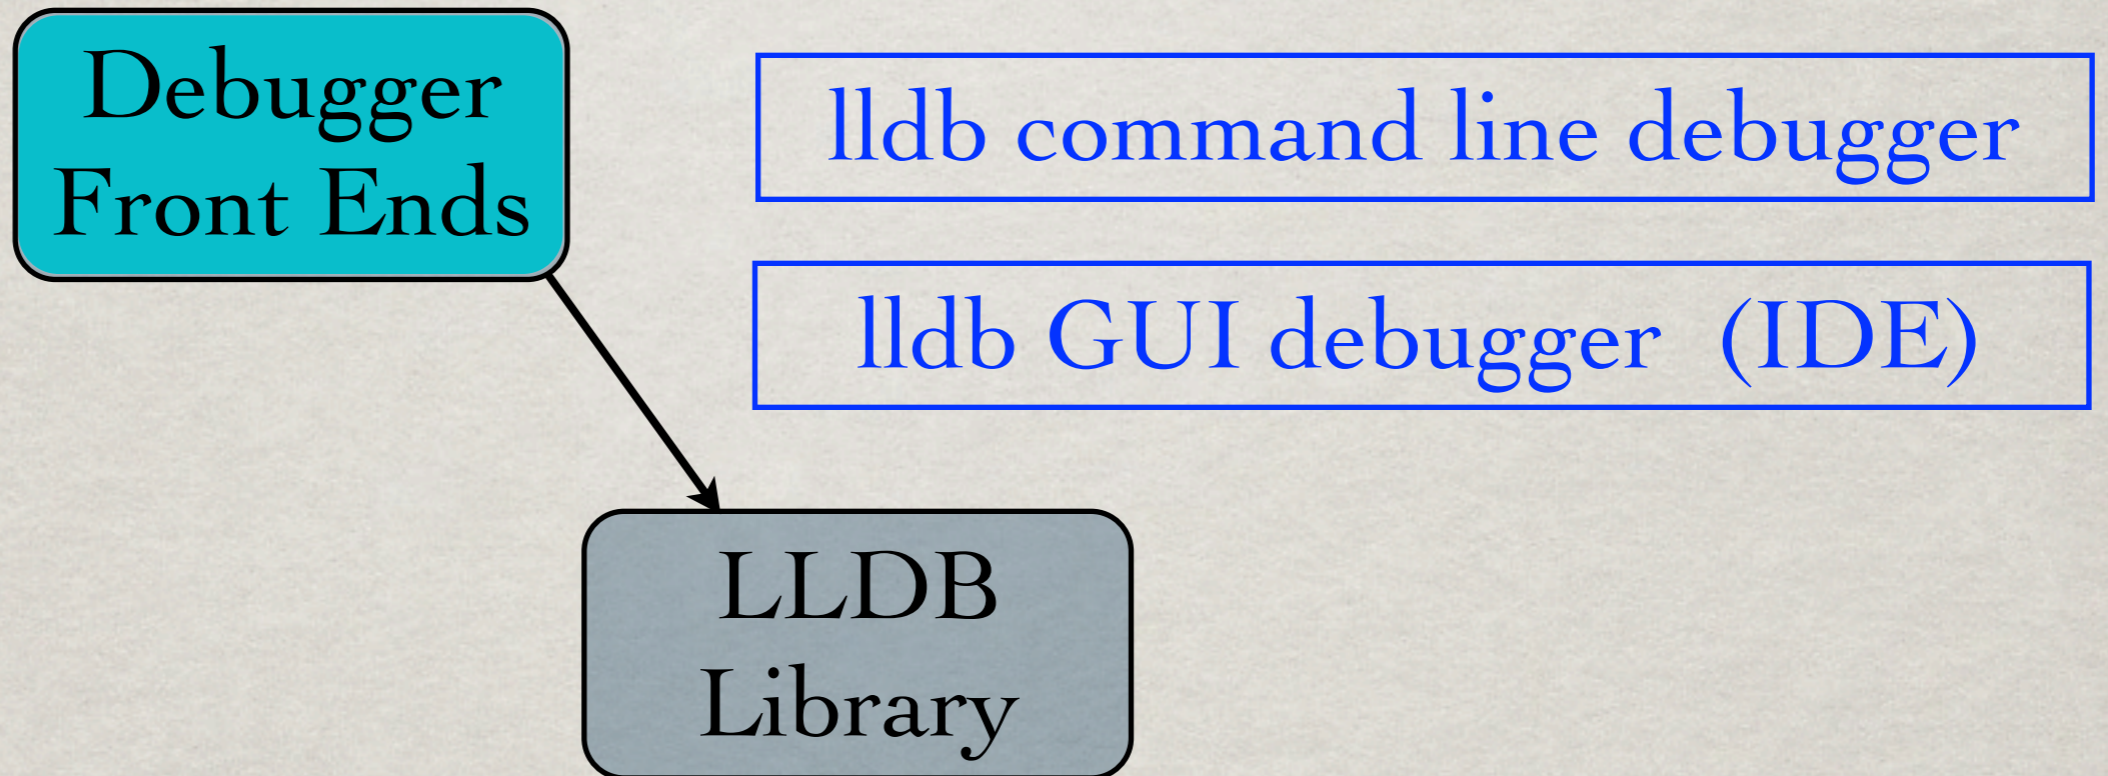 Debugger
Front Ends
lldb command line debugger
lldb GUI debugger (IDE)
LLDB
Library